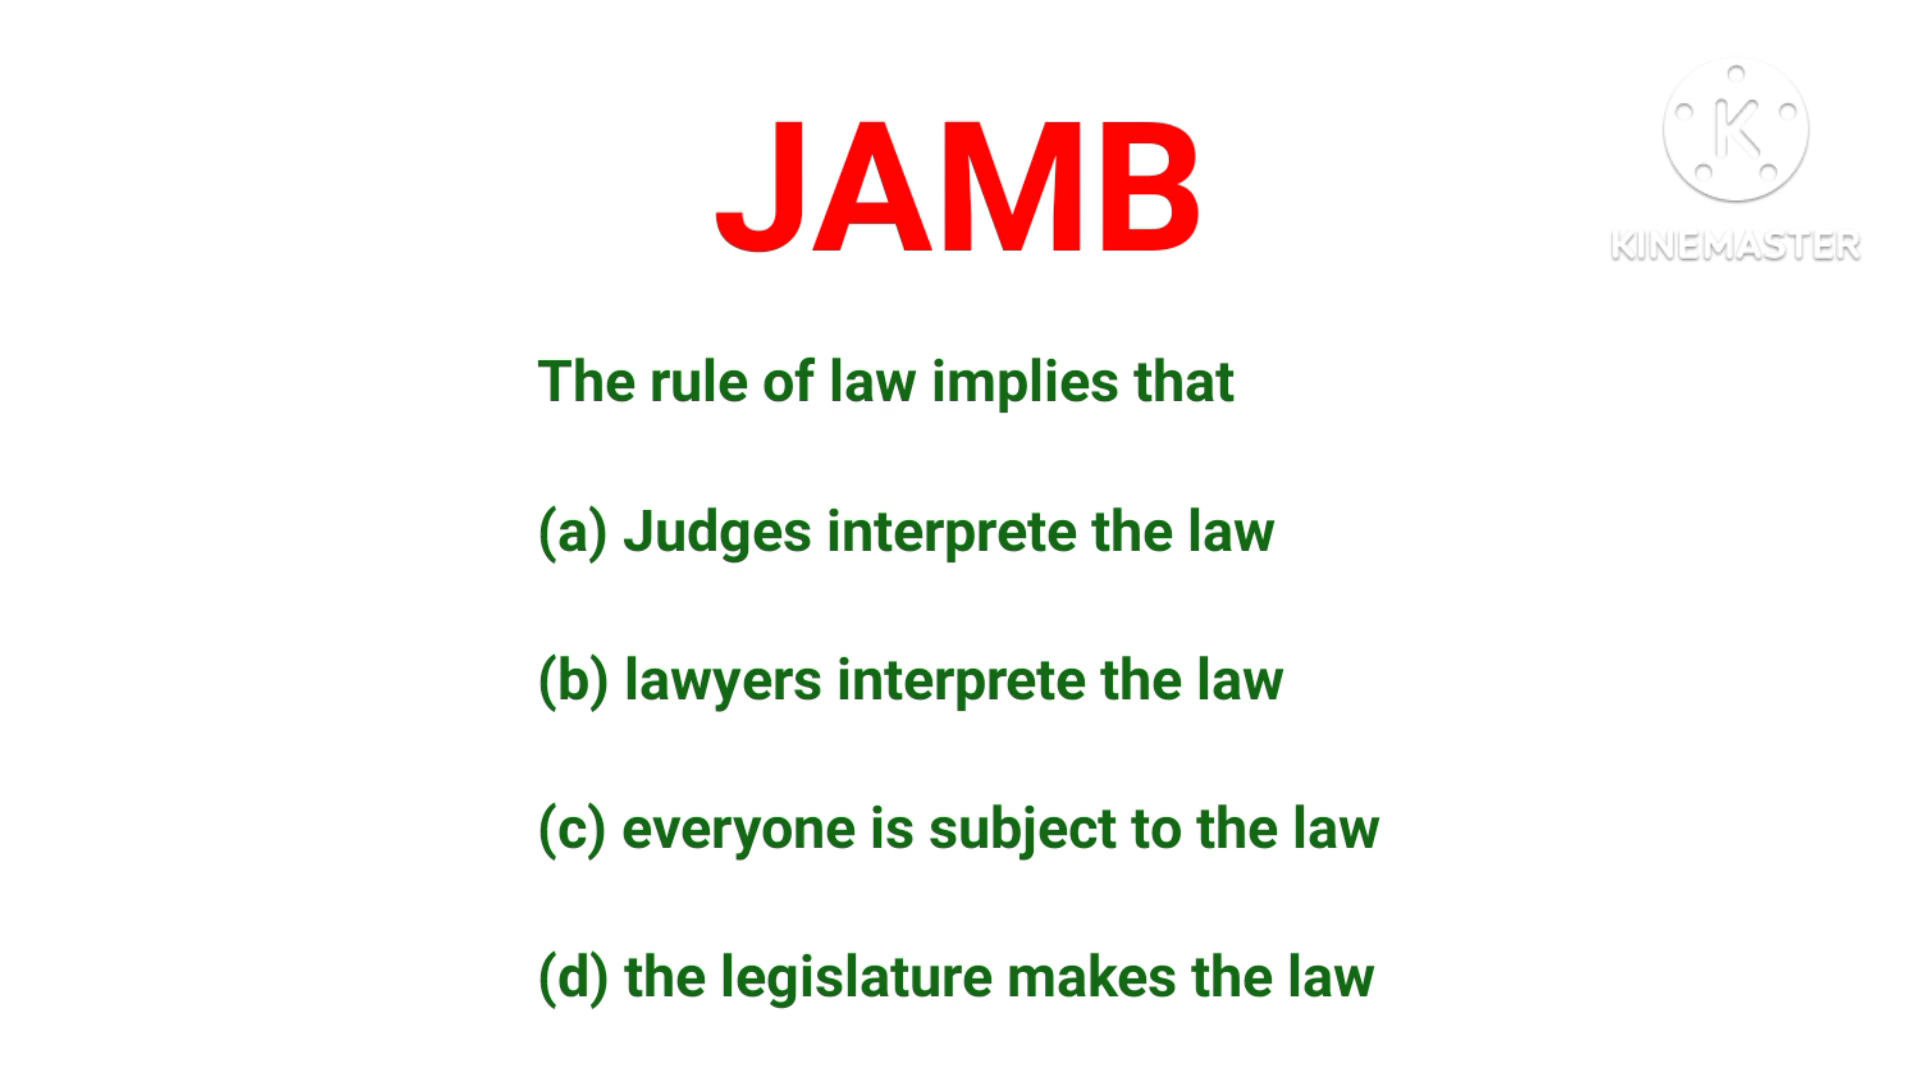 JAMB
KINEMASTER
The rule of law implies that
(a) Judges interprete the law
(b) lawyers interprete the law
(c) everyone is subject to the law
(d) the legislature makes the law